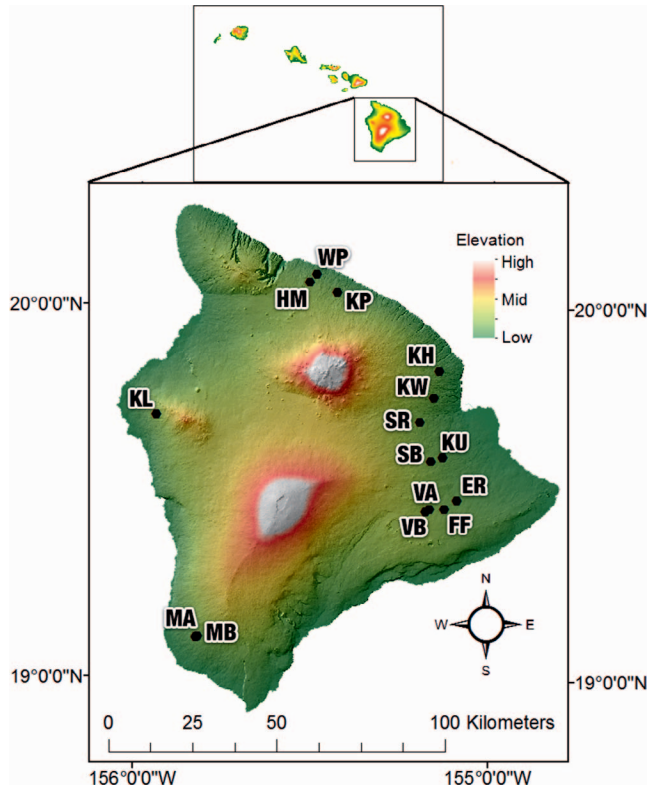 WP
Elevation
High
HM
KP
20°0'0"N
Mid
20°0'0"N
Low
KH
KW
KL
SR
KU
SB
ER
VA
VB
FF
N
MA
MB
W
E
S
19°0'0"N
19°0'0"N
0 25 50 100 Kilometers
156°0'0"W
155°0'0"W